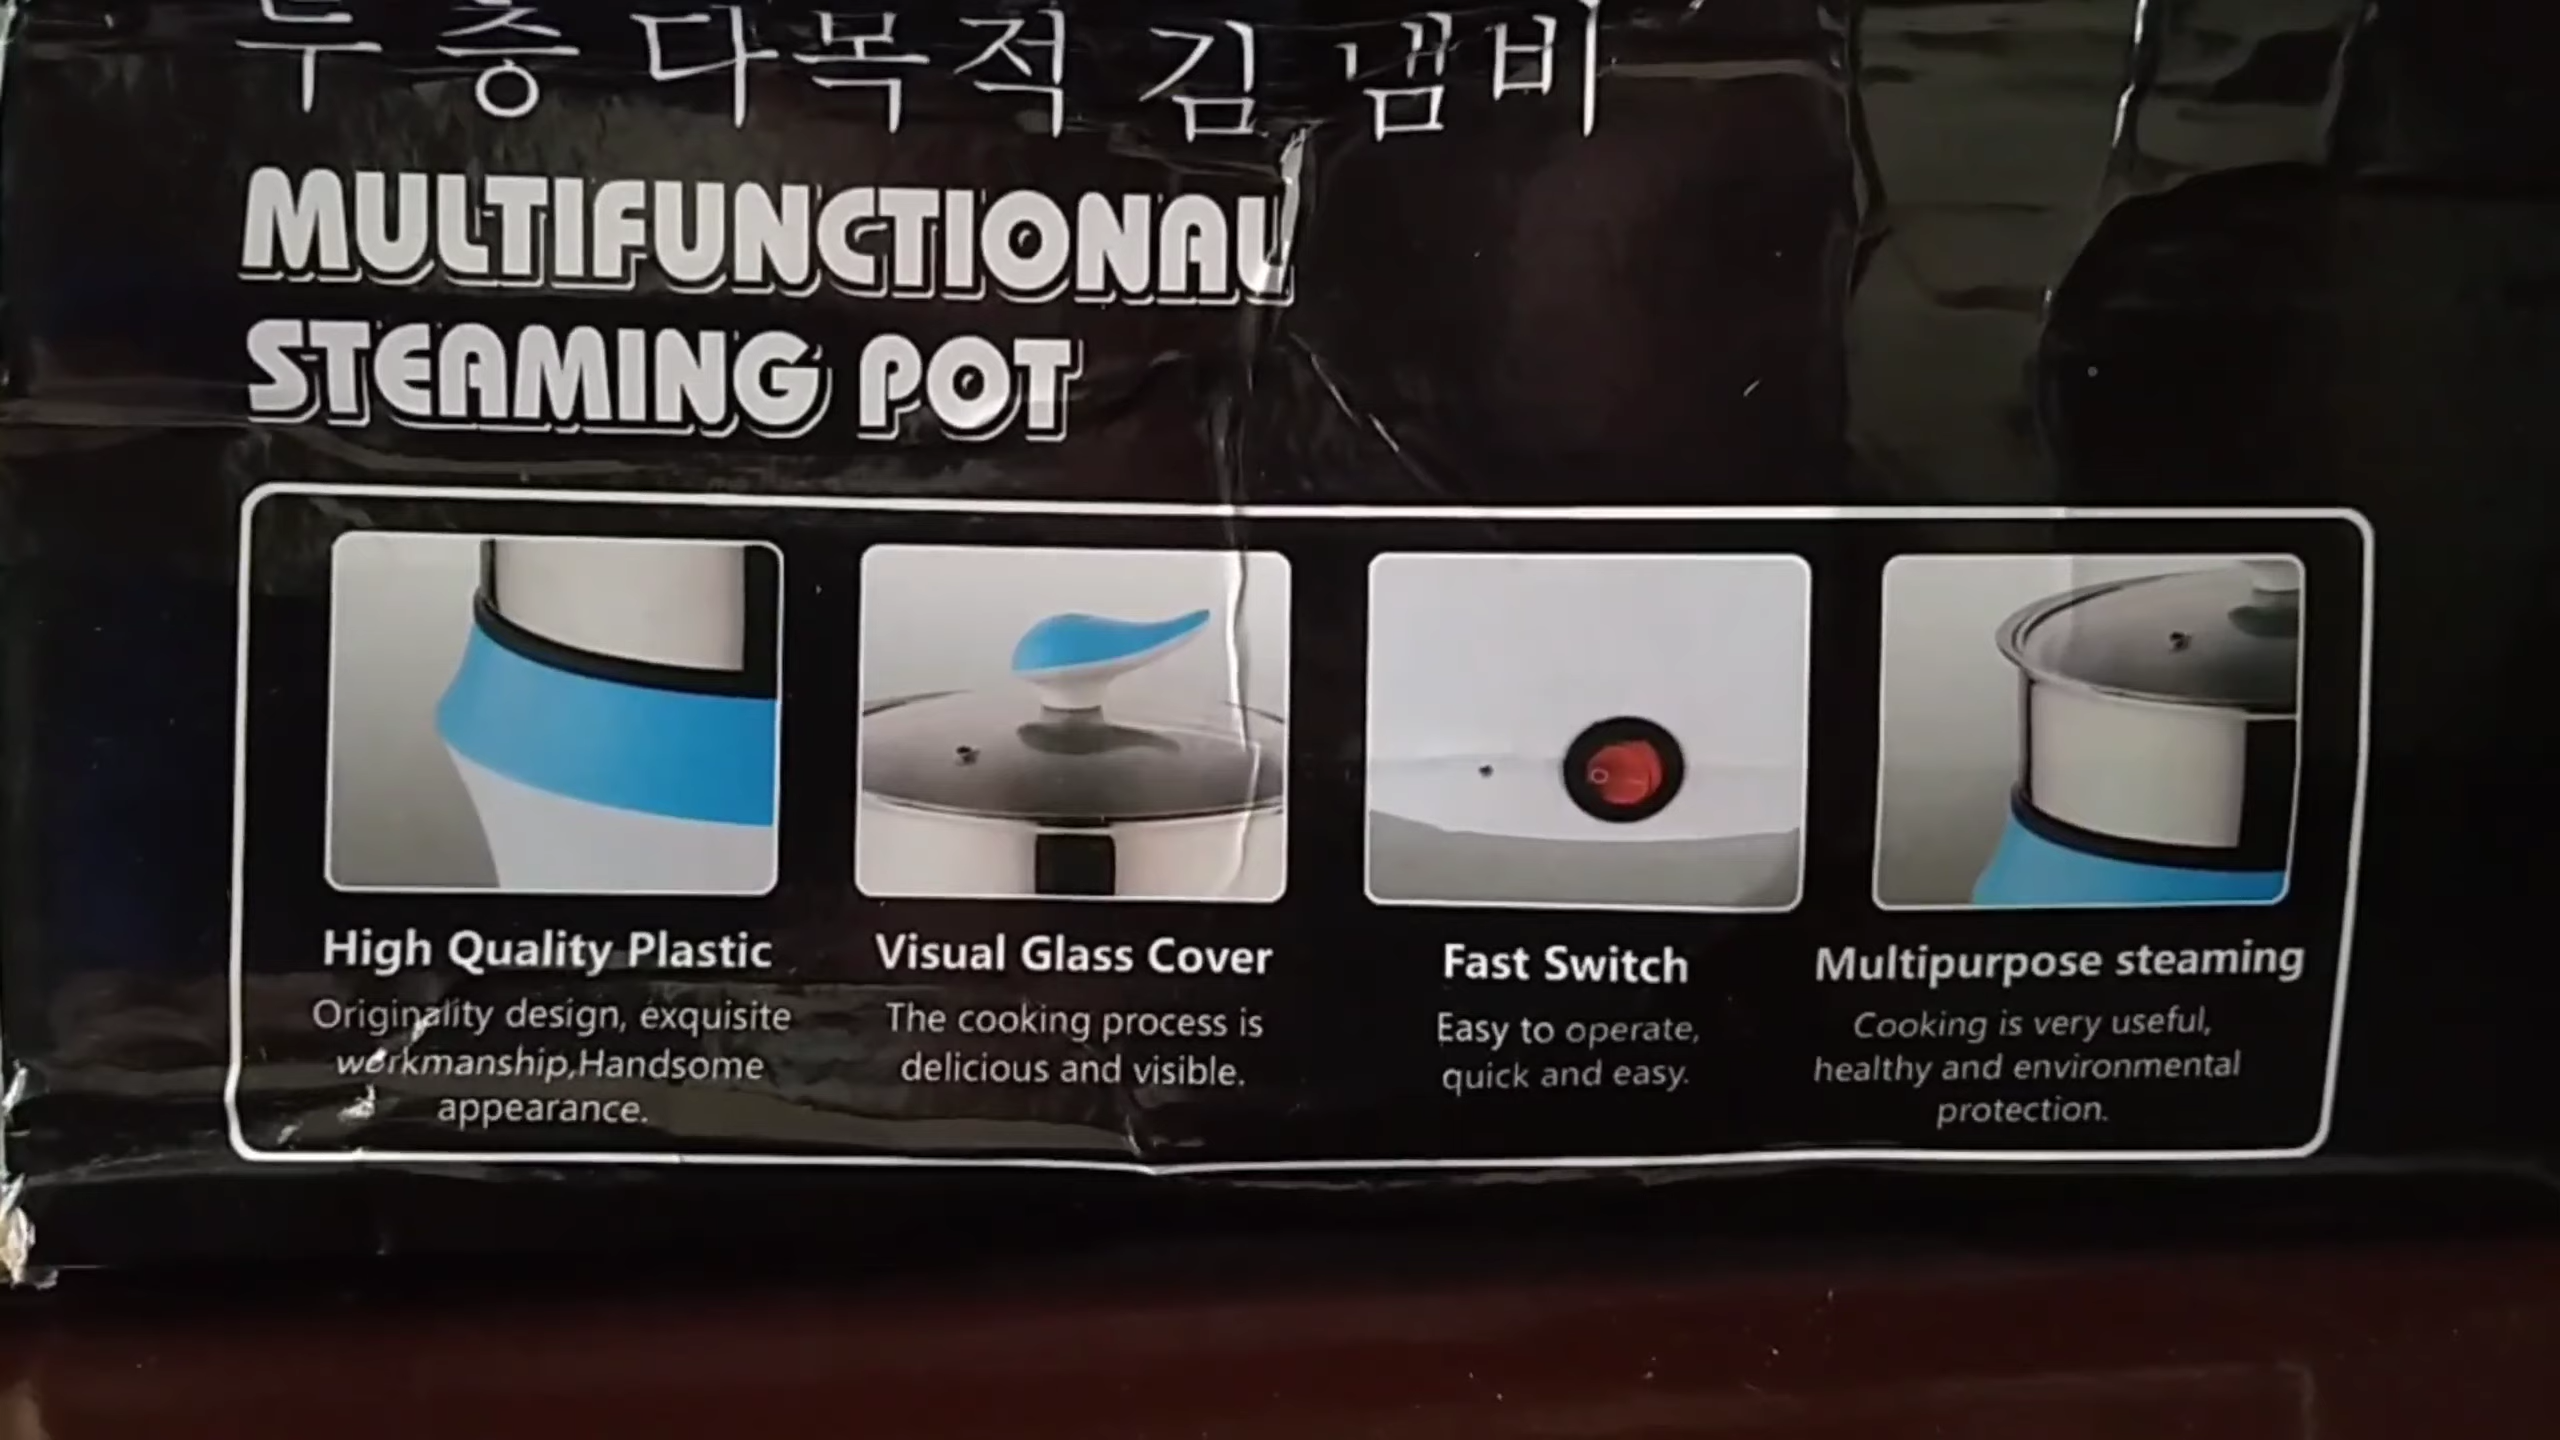 두 층 다목적 김 냄비
MULTIFUNCTIONAL
STEAMING POT
High Quality Plastic
Originality design, exquisite
workmanship,Handsome
appearance.
Visual Glass Cover
The cooking process is
delicious and visible.
Fast Switch
Easy to operate,
quick and easy.
Multipurpose steaming
Cooking is very useful,
healthy and environmental
protection.